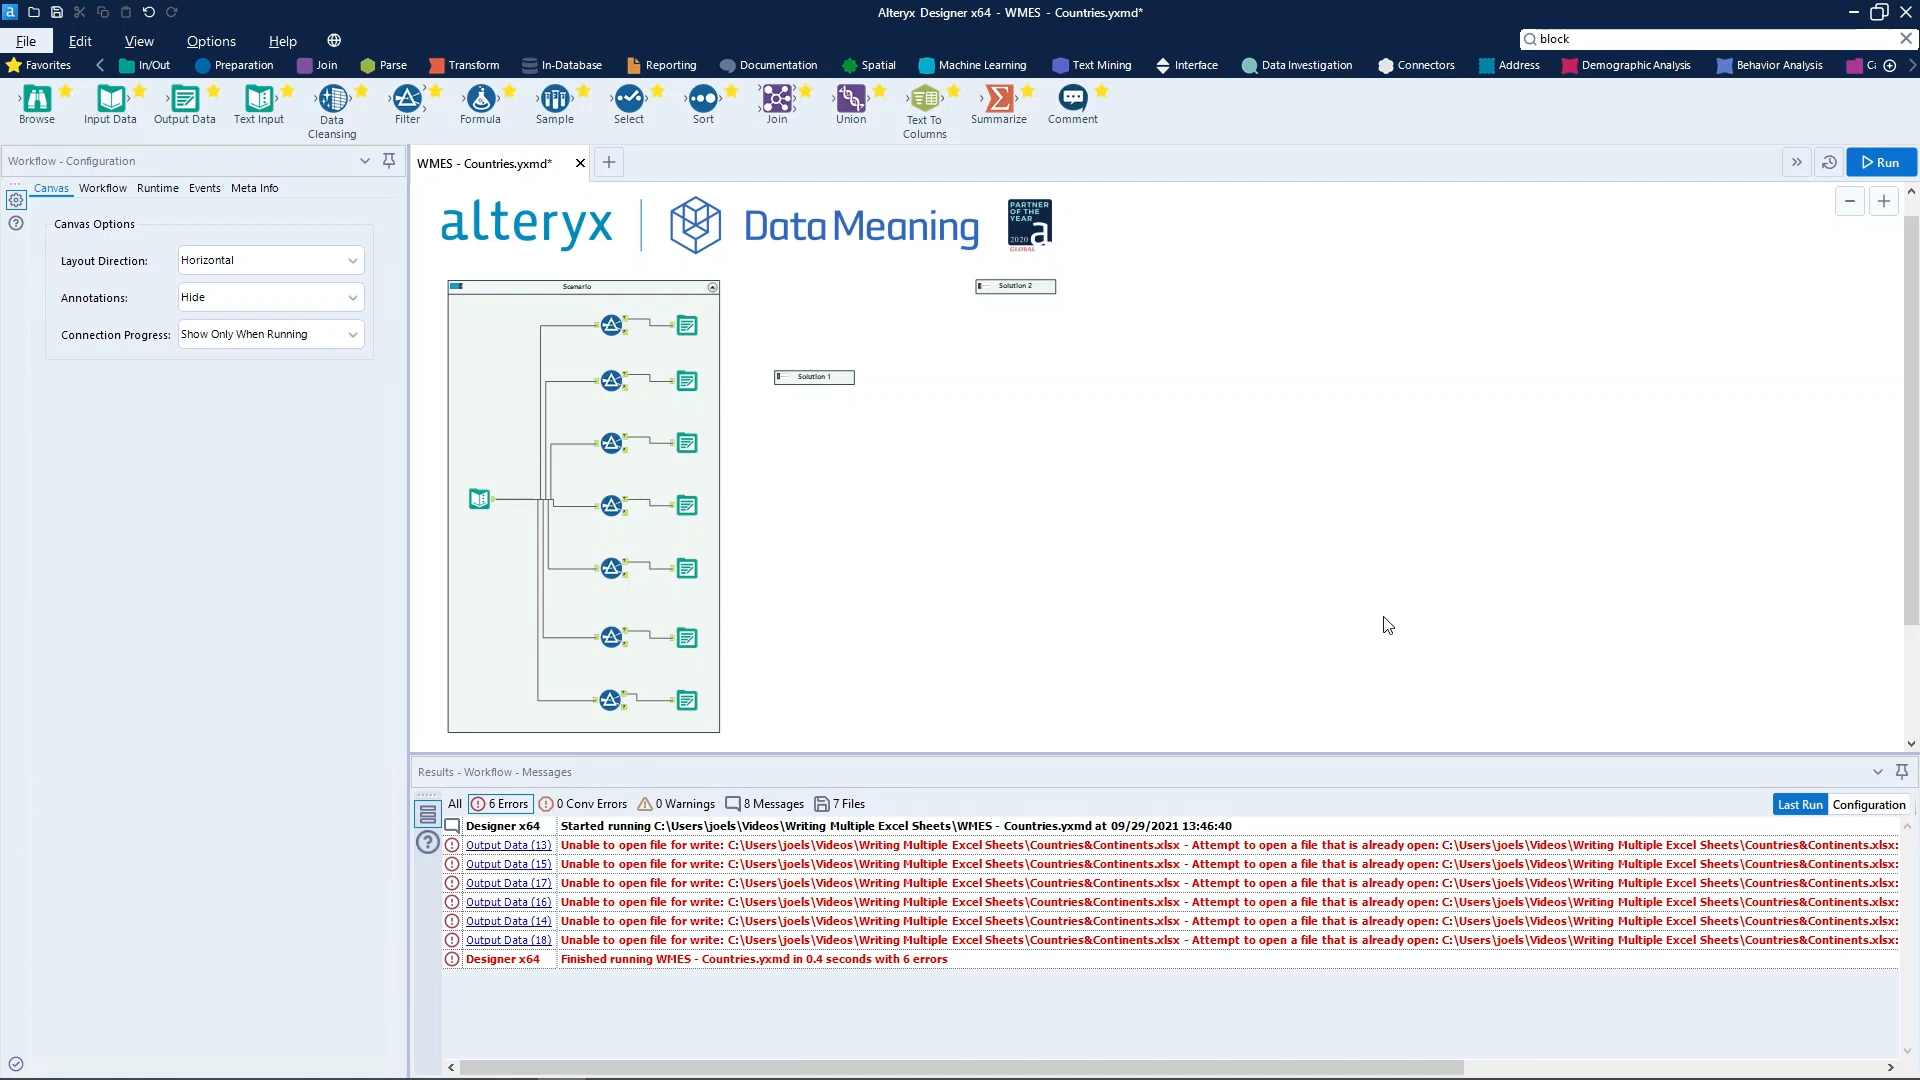 Alteryx Designer x64 - WMES - Countries.yxmd*
File Edit View Options Help
block
Favorites In/Out Preparation Join Parse Transform In-Database Reporting Documentation Spatial Machine Learning Text Mining Interface Data Investigation Connectors Address Demographic Analysis Behavior Analysis
Browse Input Data Output Data Text Input Data Cleansing Filter Formula Sample Select Sort Join Union Text To Columns Summarize Comment
Workflow - Configuration
WMES - Countries.yxmd*
Run
Canvas Workflow Runtime Events Meta Info
Canvas Options
Layout Direction: Horizontal
Annotations: Hide
Connection Progress: Show Only When Running
alteryx | Data Meaning
PARTNER OF THE YEAR 2020 a GLOBAL
Scenerio
Solution 2
Solution 1
Results - Workflow - Messages
All 6 Errors 0 Conv Errors 0 Warnings 8 Messages 7 Files Last Run Configuration
Designer x64 Started running C:\Users\joels\Videos\Writing Multiple Excel Sheets\WMES - Countries.yxmd at 09/29/2021 13:46:40
Output Data (13) Unable to open file for write: C:\Users\joels\Videos\Writing Multiple Excel Sheets\Countries&Continents.xlsx - Attempt to open a file that is already open: C:\Users\joels\Videos\Writing Multiple Excel Sheets\Countries&Continents.xlsx:
Output Data (15) Unable to open file for write: C:\Users\joels\Videos\Writing Multiple Excel Sheets\Countries&Continents.xlsx - Attempt to open a file that is already open: C:\Users\joels\Videos\Writing Multiple Excel Sheets\Countries&Continents.xlsx:
Output Data (17) Unable to open file for write: C:\Users\joels\Videos\Writing Multiple Excel Sheets\Countries&Continents.xlsx - Attempt to open a file that is already open: C:\Users\joels\Videos\Writing Multiple Excel Sheets\Countries&Continents.xlsx:
Output Data (16) Unable to open file for write: C:\Users\joels\Videos\Writing Multiple Excel Sheets\Countries&Continents.xlsx - Attempt to open a file that is already open: C:\Users\joels\Videos\Writing Multiple Excel Sheets\Countries&Continents.xlsx:
Output Data (14) Unable to open file for write: C:\Users\joels\Videos\Writing Multiple Excel Sheets\Countries&Continents.xlsx - Attempt to open a file that is already open: C:\Users\joels\Videos\Writing Multiple Excel Sheets\Countries&Continents.xlsx:
Output Data (18) Unable to open file for write: C:\Users\joels\Videos\Writing Multiple Excel Sheets\Countries&Continents.xlsx - Attempt to open a file that is already open: C:\Users\joels\Videos\Writing Multiple Excel Sheets\Countries&Continents.xlsx:
Designer x64 Finished running WMES - Countries.yxmd in 0.4 seconds with 6 errors